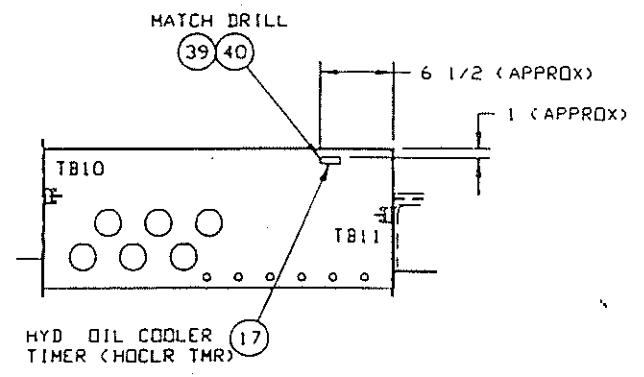 MATCH DRILL
39 40
6 1/2 (APPROX)
1 (APPROX)
TB10
TB11
HYD OIL COOLER
TIMER (HOCLR TMR)
17